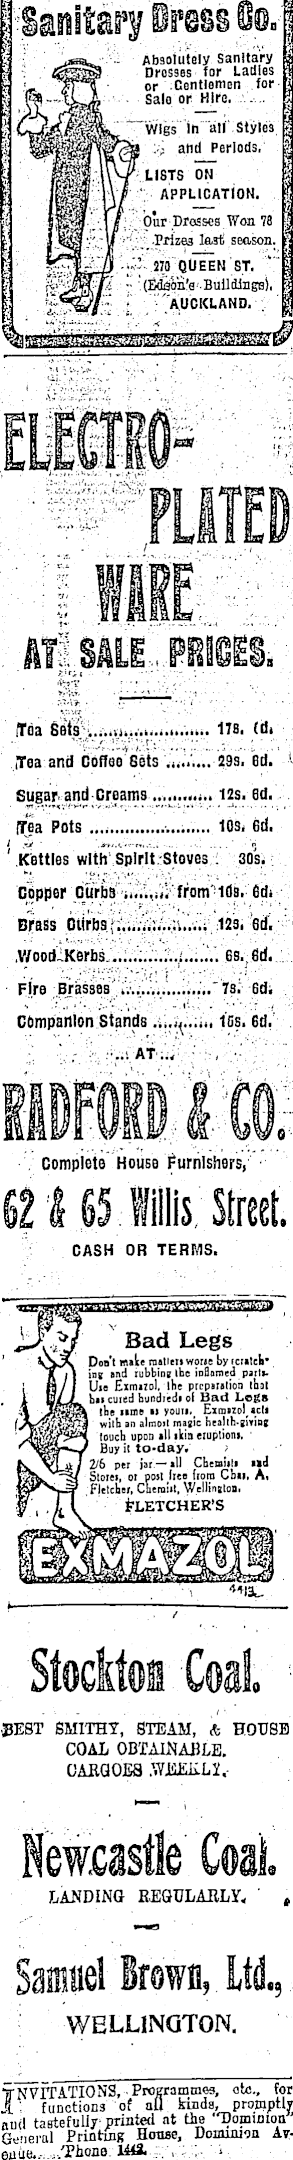 Sanitary Dress Co.
Absolutely Sanitary
Dresses for Ladies
or Gentlemen for
Sale or Hire.
Wigs in all Styles
and Periods.
LISTS ON
APPLICATION.
Our Dresses Won 78
Prizes last season.
270 QUEEN ST.
(Edson's Buildings),
AUCKLAND.
ELECTRO-
PLATED
WARE
AT SALE PRICES.
Tea Sets ........................ 17s. 6d.
Tea and Coffee Sets ......... 29s. 6d.
Sugar and Creams ............ 12s. 6d.
Tea Pots ........................ 10s. 6d.
Kettles with Spirit Stoves . 30s.
Copper Curbs ......... from 10s. 6d.
Brass Curbs .................. 12s. 6d.
Wood Kerbs .................... 6s. 6d.
Fire Brasses .................. 7s. 6d.
Companion Stands ............ 15s. 6d.
... AT ...
RADFORD & CO.
Complete House Furnishers,
62 & 65 Willis Street.
CASH OR TERMS.
Bad Legs
Don't make matters worse by scratch-
ing and rubbing the inflamed parts.
Use Exmazol, the preparation that
has cured hundreds of Bad Legs
the same as yours. Exmazol acts
with an almost magic health-giving
touch upon all skin eruptions.
Buy it to-day.
2/6 per jar—all Chemists and
Stores, or post free from Chas. A.
Fletcher, Chemist, Wellington.
FLETCHER'S
EXMAZOL
4412
Stockton Coal.
BEST SMITHY, STEAM, & HOUSE
COAL OBTAINABLE.
CARGOES WEEKLY.
Newcastle Coal.
LANDING REGULARLY.
Samuel Brown, Ltd.,
WELLINGTON.
INVITATIONS, Programmes, etc., for
functions of all kinds, promptly
and tastefully printed at the "Dominion"
General Printing House, Dominion Av-
enue. 'Phone 1442.